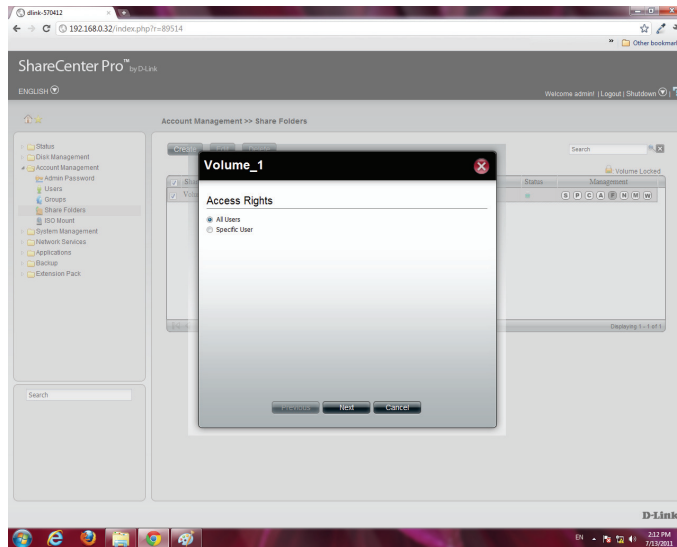 dlink-570412
192.168.0.32/index.php?r=89514
» Other bookmar
ShareCenter Pro™ by D-Link
ENGLISH
Welcome admin! | Logout | Shutdown
Account Management >> Share Folders
Status
Disk Management
Account Management
Admin Password
Users
Groups
Share Folders
ISO Mount
System Management
Network Services
Applications
Backup
Extension Pack
Search
Create
Search
Volume Locked
Status Management
S P C A F N M W
Displaying 1 - 1 of 1
Volume_1
Access Rights
All Users
Specific User
Previous Next Cancel
D-Link
EN 2:12 PM
7/13/2011